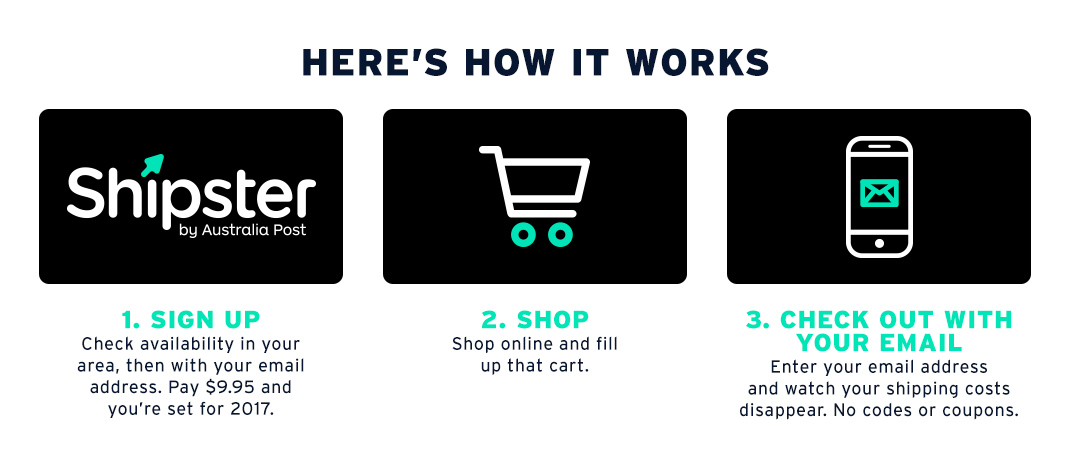 HERE'S HOW IT WORKS
Shipster
by Australia Post
1. SIGN UP
Check availability in your
area, then with your email
address. Pay $9.95 and
you're set for 2017.
2. SHOP
Shop online and fill
up that cart.
3. CHECK OUT WITH
YOUR EMAIL
Enter your email address
and watch your shipping costs
disappear. No codes or coupons.